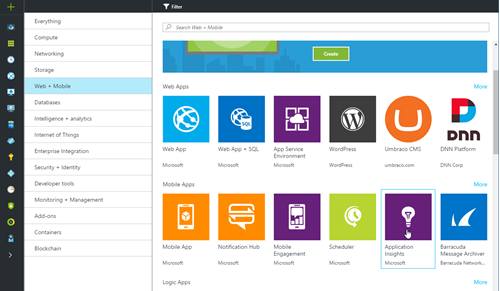 Filter
Everything
Compute
Networking
Storage
Web + Mobile
Databases
Intelligence + analytics
Internet of Things
Enterprise Integration
Security + Identity
Developer tools
Monitoring + Management
Add-ons
Containers
Blockchain
Search Web + Mobile
Create
Web Apps
More
Web App
Microsoft
SQL
Web App + SQL
Microsoft
App Service Environment
Microsoft
WordPress
WordPress
Umbraco CMS
umbraco.com
DNN
DNN Platform
DNN Corp
Mobile Apps
More
Mobile App
Microsoft
Notification Hub
Microsoft
Mobile Engagement
Microsoft
Scheduler
Microsoft
Application Insights
Microsoft
Barracuda Message Archiver
Barracuda Network...
Logic Apps
More